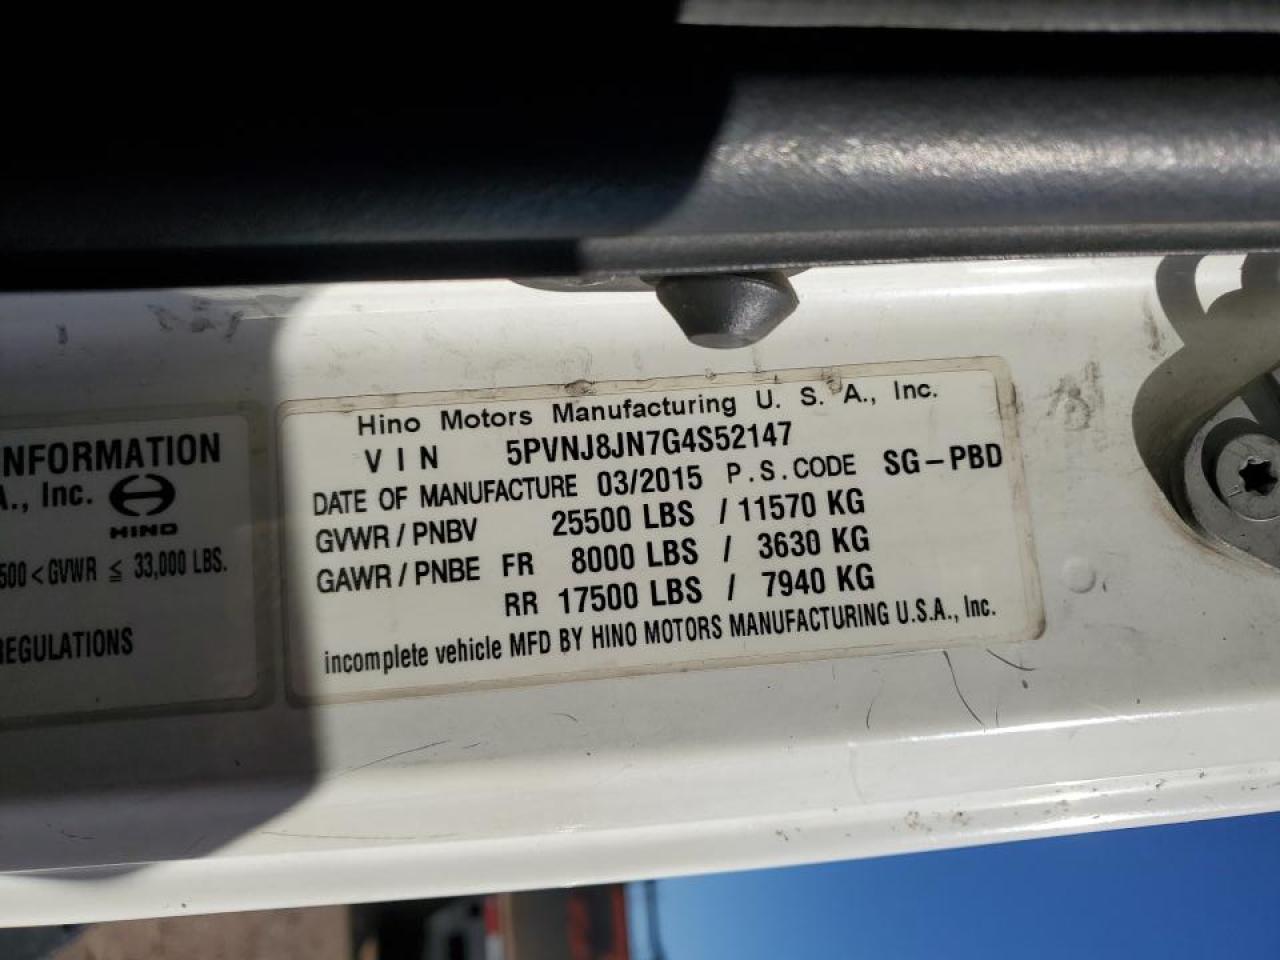 NFORMATION
A., Inc.
HINO
500 < GVWR ≤ 33,000 LBS.
REGULATIONS
Hino Motors Manufacturing U. S. A., Inc.
VIN 5PVNJ8JN7G4S52147
DATE OF MANUFACTURE 03/2015 P.S.CODE SG-PBD
GVWR / PNBV 25500 LBS / 11570 KG
GAWR / PNBE FR 8000 LBS / 3630 KG
RR 17500 LBS / 7940 KG
incomplete vehicle MFD BY HINO MOTORS MANUFACTURING U.S.A., Inc.